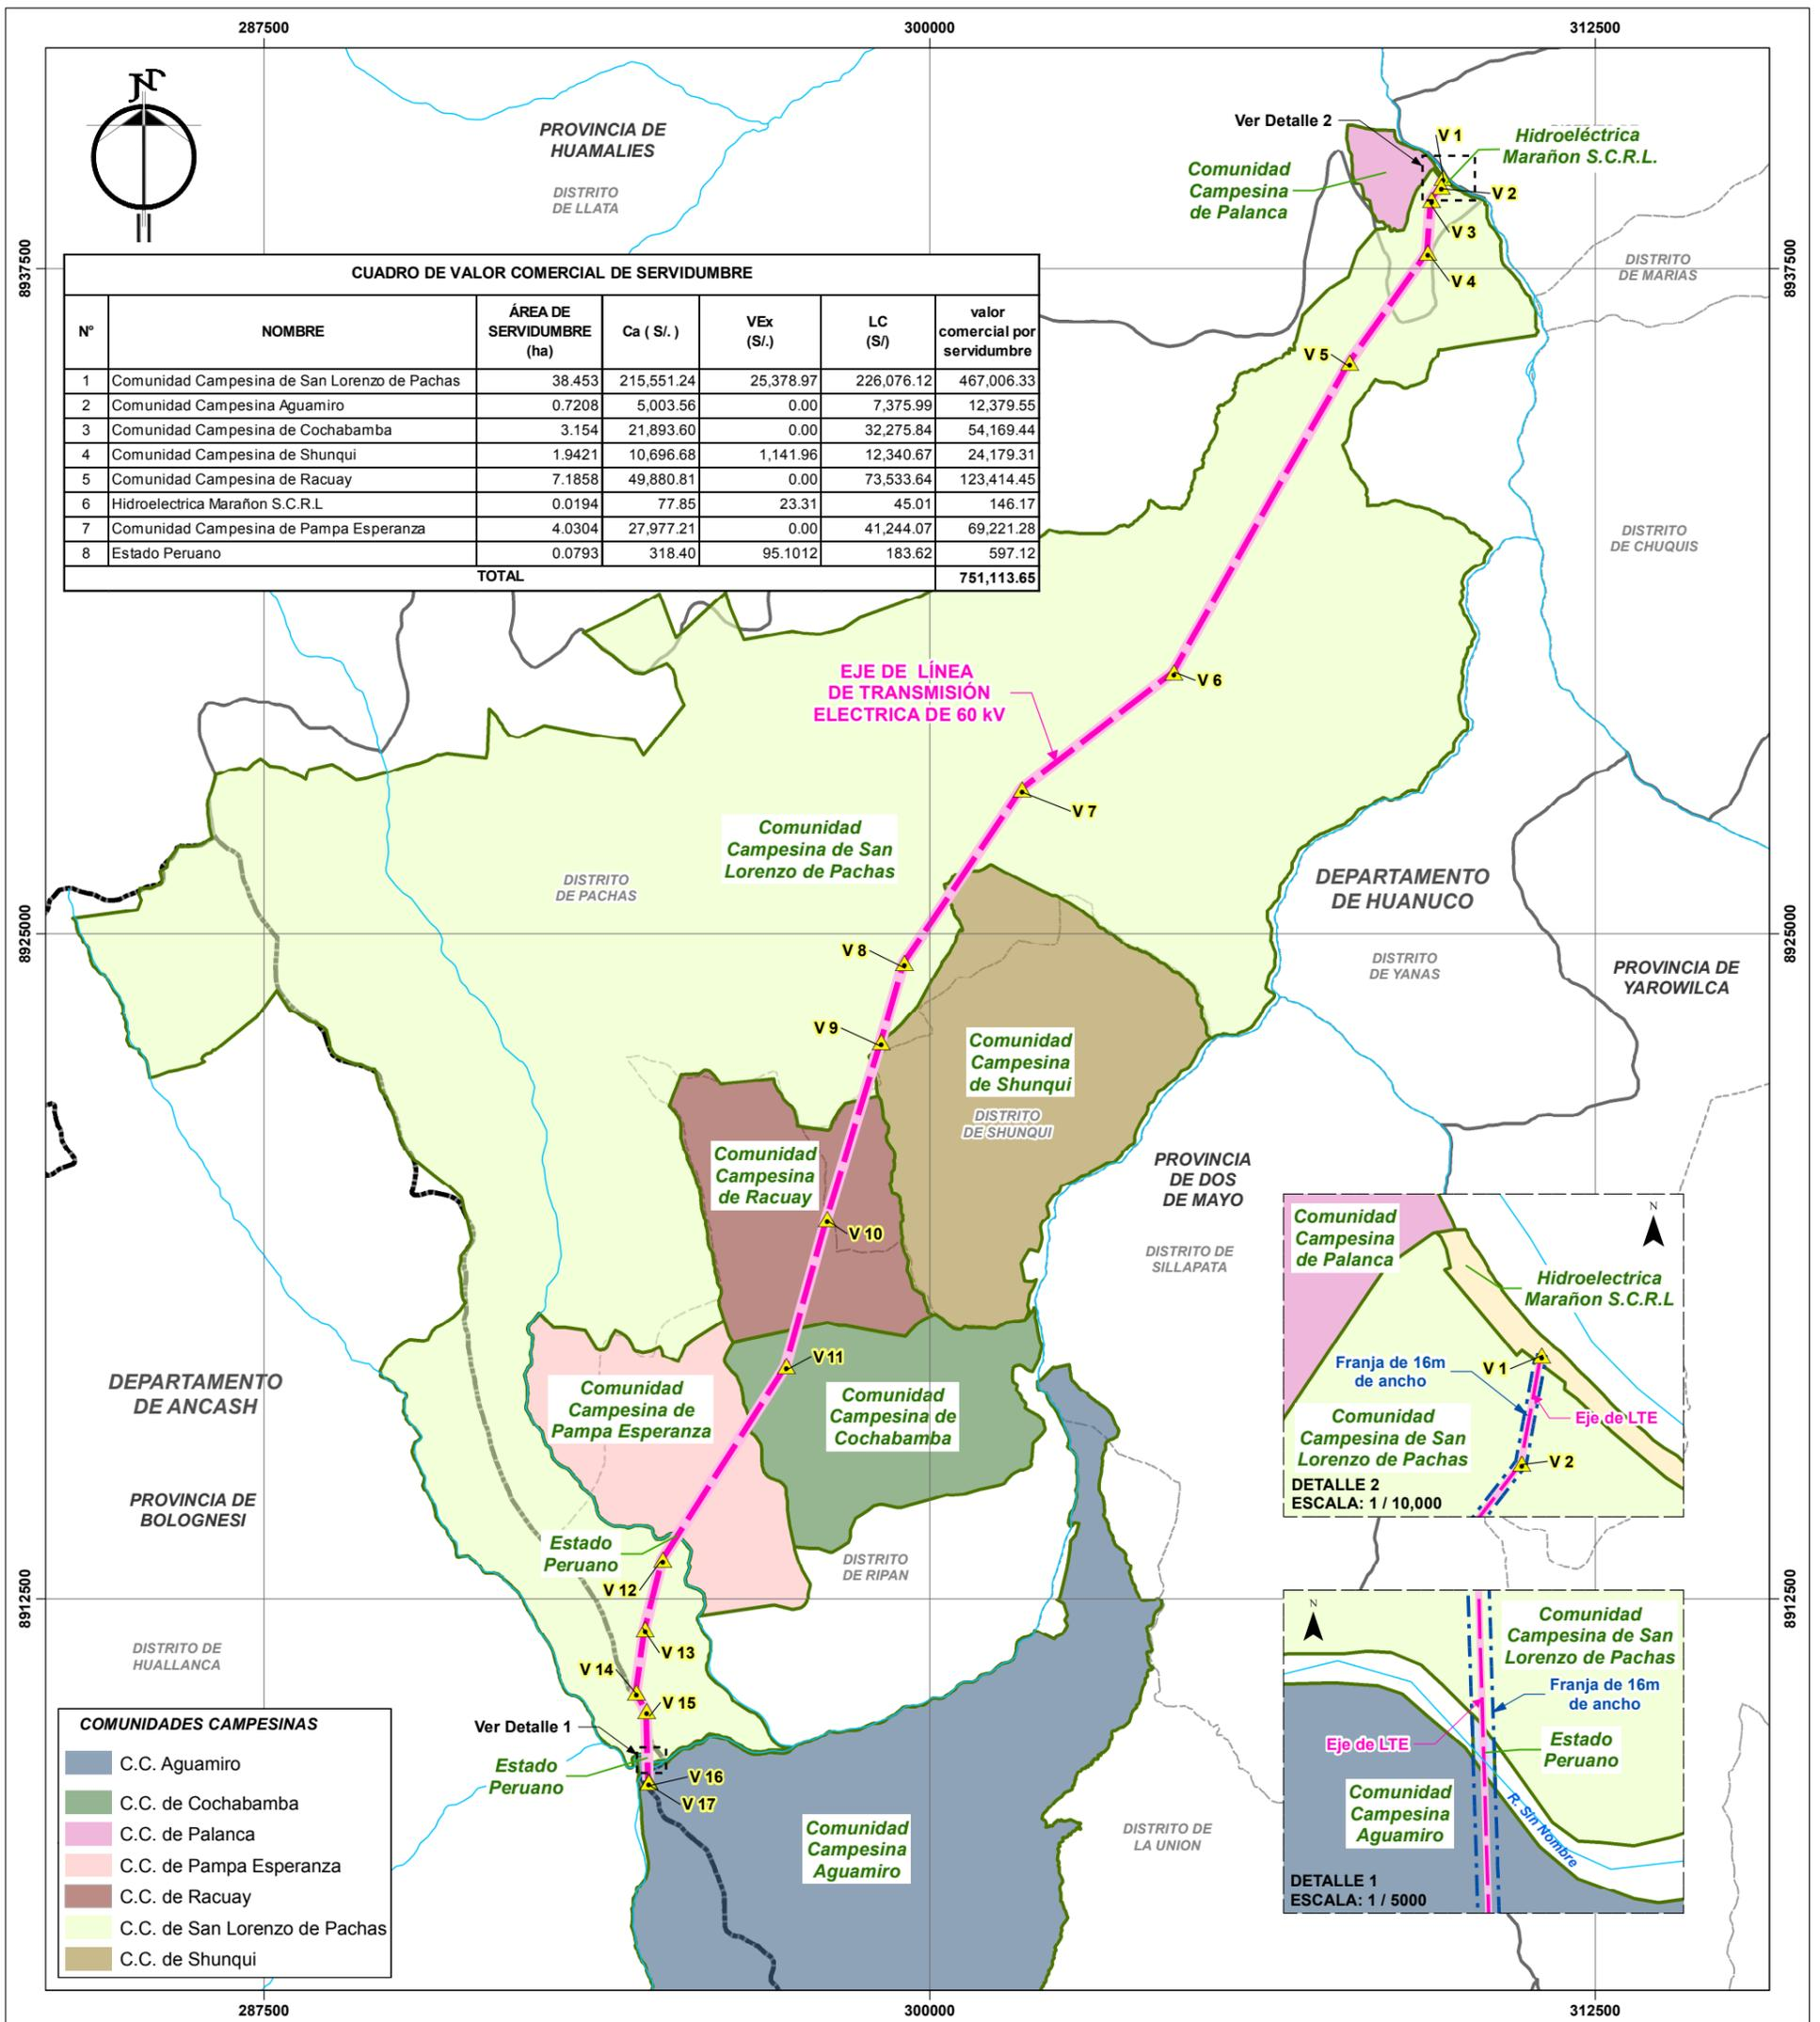 287500
300000
312500
N
PROVINCIA DE
HUAMALIES
DISTRITO
DE LLATA
Ver Detalle 2
V 1
Hidroeléctrica
Marañon S.C.R.L.
Comunidad
Campesina
de Palanca
V 2
V 3
8937500
DISTRITO
DE MARIAS
8937500
V 4
CUADRO DE VALOR COMERCIAL DE SERVIDUMBRE
N° NOMBRE ÁREA DE SERVIDUMBRE (ha) Ca ( S/. ) VEx (S/.) LC (S/) valor comercial por servidumbre
1 Comunidad Campesina de San Lorenzo de Pachas 38.453 215,551.24 25,378.97 226,076.12 467,006.33
2 Comunidad Campesina Aguamiro 0.7208 5,003.56 0.00 7,375.99 12,379.55
3 Comunidad Campesina de Cochabamba 3.154 21,893.60 0.00 32,275.84 54,169.44
4 Comunidad Campesina de Shunqui 1.9421 10,696.68 1,141.96 12,340.67 24,179.31
5 Comunidad Campesina de Racuay 7.1858 49,880.81 0.00 73,533.64 123,414.45
6 Hidroelectrica Marañon S.C.R.L 0.0194 77.85 23.31 45.01 146.17
7 Comunidad Campesina de Pampa Esperanza 4.0304 27,977.21 0.00 41,244.07 69,221.28
8 Estado Peruano 0.0793 318.40 95.1012 183.62 597.12
TOTAL 751,113.65
V 5
DISTRITO
DE CHUQUIS
EJE DE LÍNEA
DE TRANSMISIÓN
ELECTRICA DE 60 kV
V 6
V 7
Comunidad
Campesina de San
Lorenzo de Pachas
DISTRITO
DE PACHAS
DEPARTAMENTO
DE HUANUCO
8925000
8925000
V 8
DISTRITO
DE YANAS
PROVINCIA DE
YAROWILCA
V 9
Comunidad
Campesina
de Shunqui
DISTRITO
DE SHUNQUI
Comunidad
Campesina
de Racuay
PROVINCIA
DE DOS
DE MAYO
V 10
DISTRITO DE
SILLAPATA
Comunidad
Campesina
de Palanca
N
Hidroelectrica
Marañon S.C.R.L
Franja de 16m
de ancho
V 1
Eje de LTE
Comunidad
Campesina de San
Lorenzo de Pachas
V 2
DETALLE 2
ESCALA: 1 / 10,000
V 11
DEPARTAMENTO
DE ANCASH
Comunidad
Campesina de
Pampa Esperanza
Comunidad
Campesina de
Cochabamba
PROVINCIA DE
BOLOGNESI
Estado
Peruano
DISTRITO
DE RIPAN
V 12
8912500
8912500
V 13
DISTRITO DE
HUALLANCA
V 14
V 15
Ver Detalle 1
Estado
Peruano
V 16
V 17
Comunidad
Campesina
Aguamiro
DISTRITO DE
LA UNION
N
Comunidad
Campesina de San
Lorenzo de Pachas
Franja de 16m
de ancho
Eje de LTE
Estado
Peruano
Comunidad
Campesina
Aguamiro
R. Sin Nombre
DETALLE 1
ESCALA: 1 / 5000
COMUNIDADES CAMPESINAS
C.C. Aguamiro
C.C. de Cochabamba
C.C. de Palanca
C.C. de Pampa Esperanza
C.C. de Racuay
C.C. de San Lorenzo de Pachas
C.C. de Shunqui
287500
300000
312500